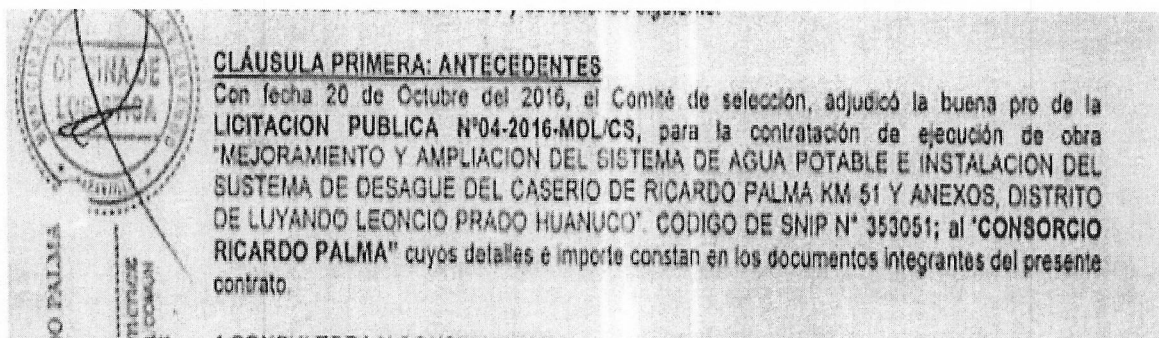 CLÁUSULA PRIMERA: ANTECEDENTES
Con fecha 20 de Octubre del 2016, el Comité de selección, adjudicó la buena pro de la
LICITACION PUBLICA N°04-2016-MDL/CS, para la contratación de ejecución de obra
"MEJORAMIENTO Y AMPLIACION DEL SISTEMA DE AGUA POTABLE E INSTALACION DEL
SUSTEMA DE DESAGUE DEL CASERIO DE RICARDO PALMA KM 51 Y ANEXOS, DISTRITO
DE LUYANDO LEONCIO PRADO HUANUCO". CODIGO DE SNIP N° 353051; al "CONSORCIO
RICARDO PALMA" cuyos detalles e importe constan en los documentos integrantes del presente
contrato.
OFICINA DE
LOGISTICA
PALMA